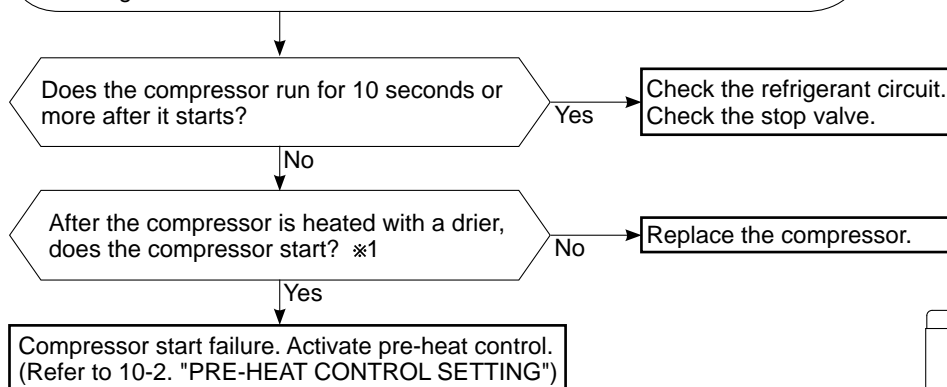 Does the compressor run for 10 seconds or
more after it starts?
Yes
Check the refrigerant circuit.
Check the stop valve.
No
After the compressor is heated with a drier,
does the compressor start? ※1
No
Replace the compressor.
Yes
Compressor start failure. Activate pre-heat control.
(Refer to 10-2. "PRE-HEAT CONTROL SETTING")